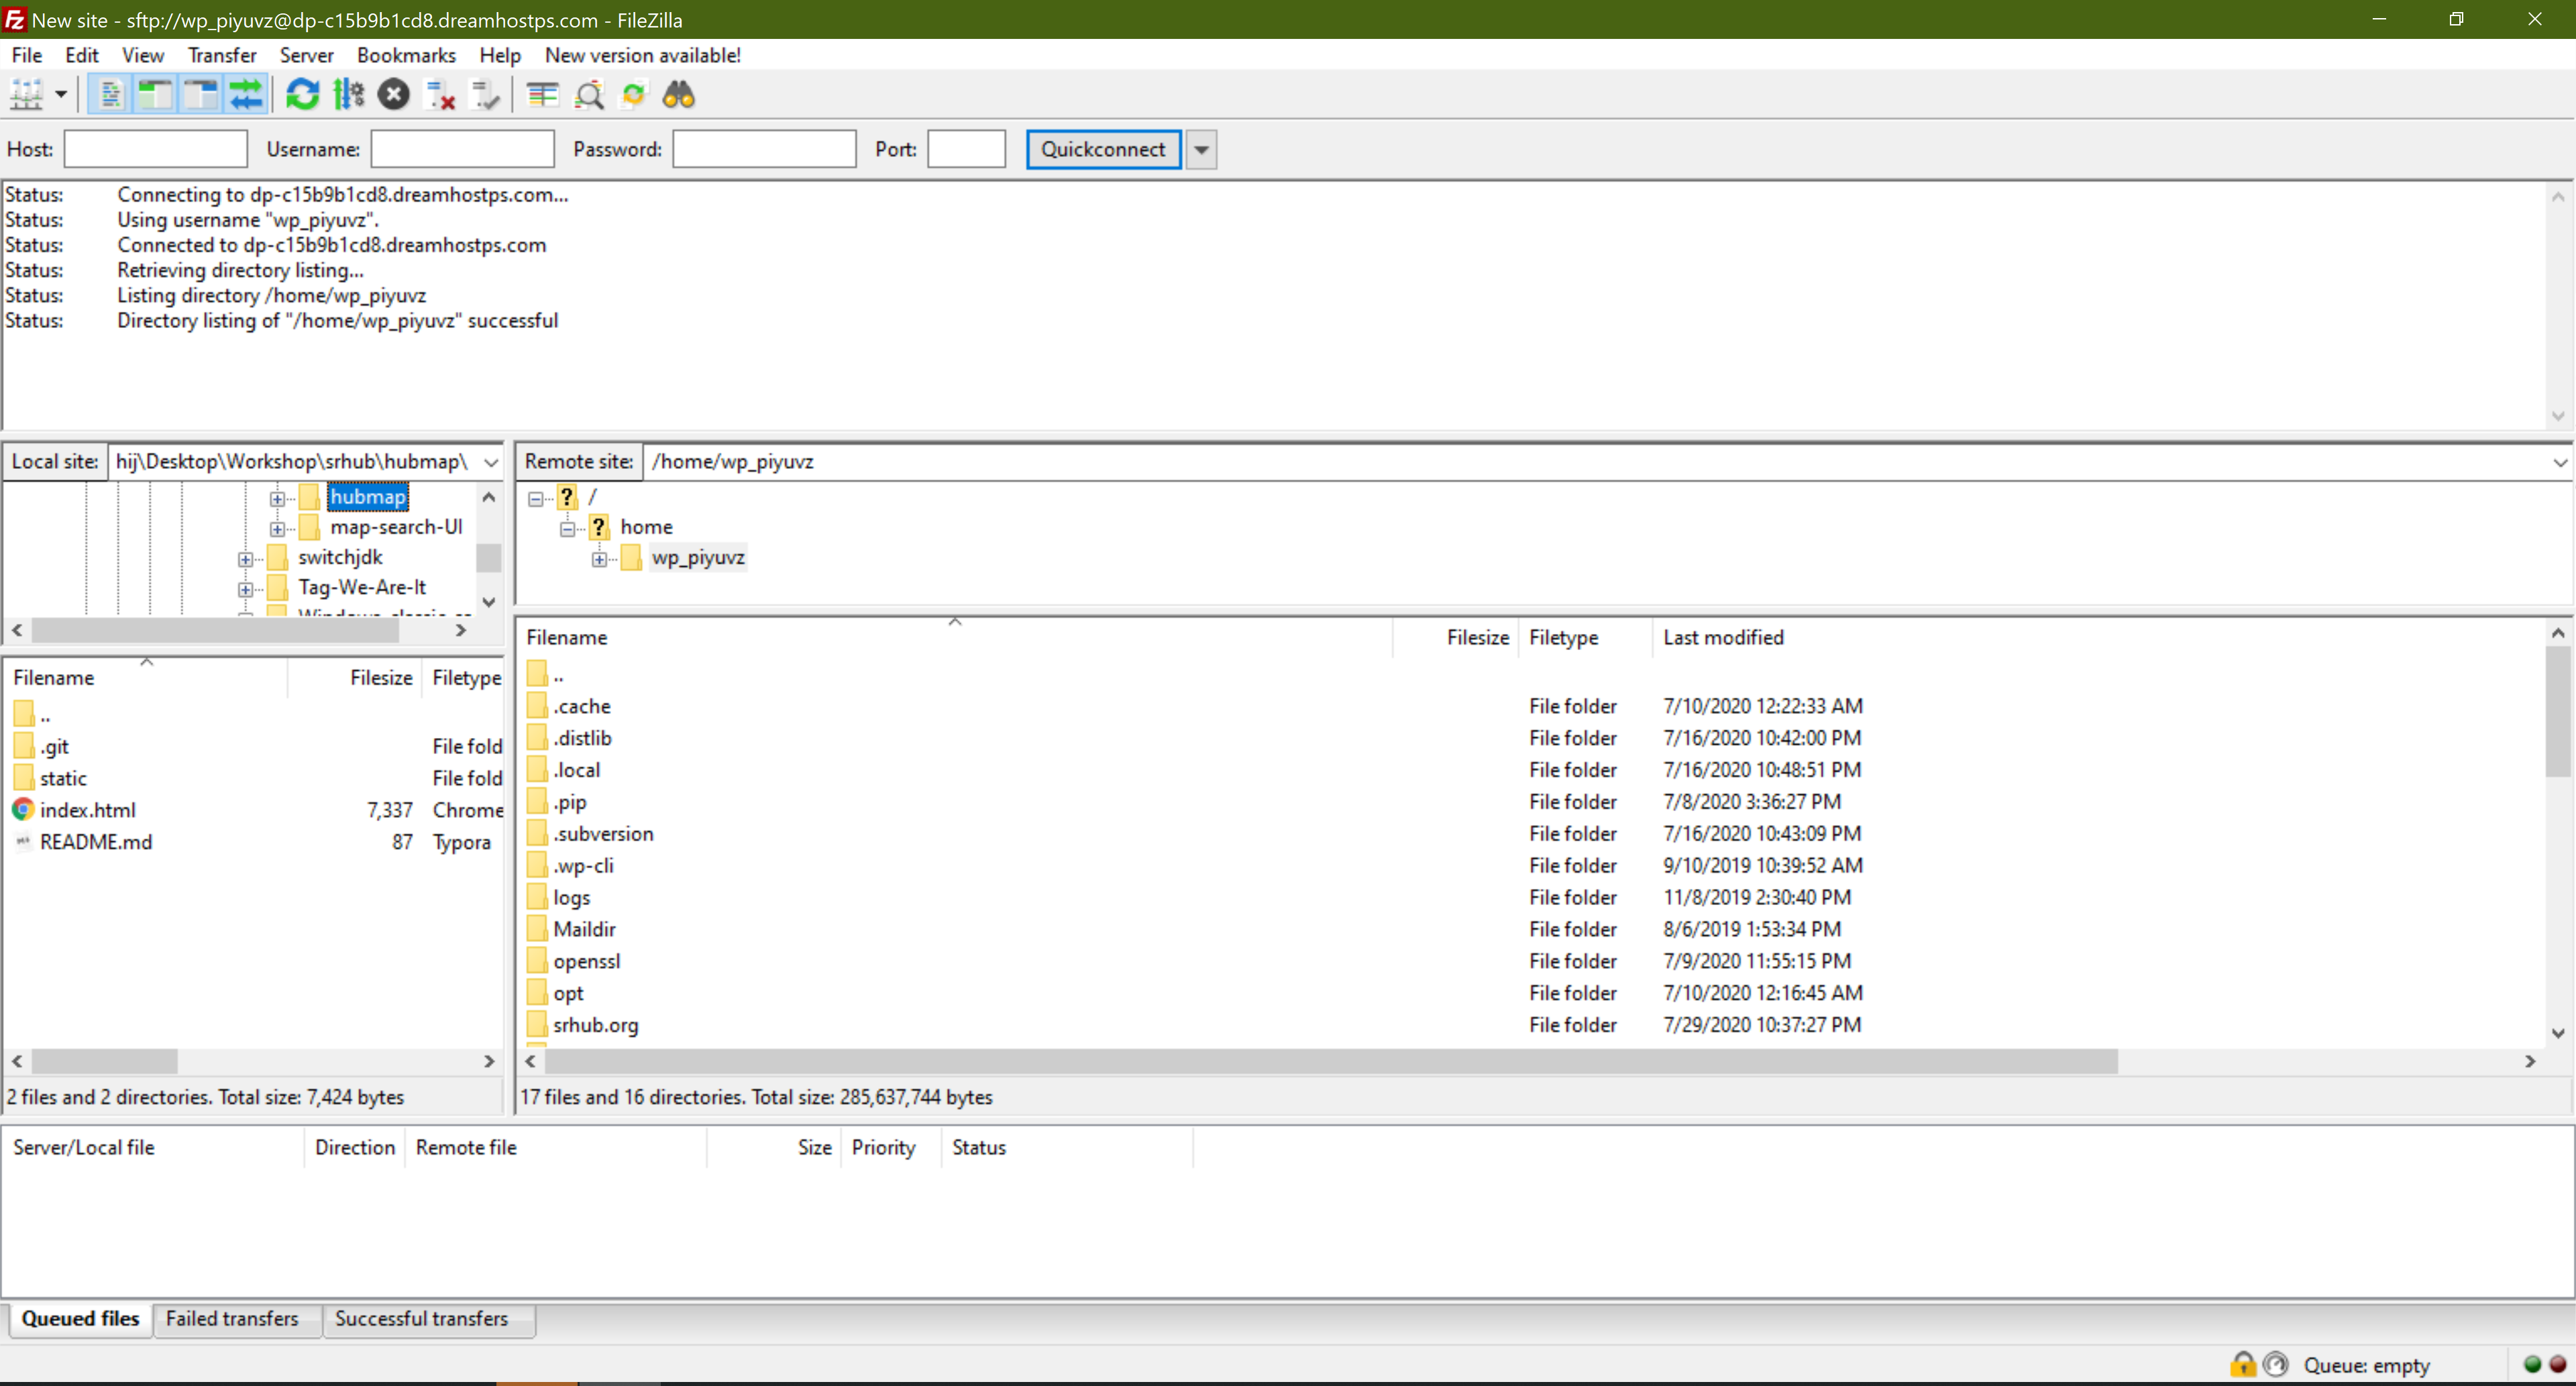 New site - sftp://wp_piyuvz@dp-c15b9b1cd8.dreamhostps.com - FileZilla
File Edit View Transfer Server Bookmarks Help New version available!
Host: Username: Password: Port: Quickconnect
Status: Connecting to dp-c15b9b1cd8.dreamhostps.com...
Status: Using username "wp_piyuvz".
Status: Connected to dp-c15b9b1cd8.dreamhostps.com
Status: Retrieving directory listing...
Status: Listing directory /home/wp_piyuvz
Status: Directory listing of "/home/wp_piyuvz" successful
Local site: hij\Desktop\Workshop\srhub\hubmap\
hubmap
map-search-UI
switchjdk
Tag-We-Are-It
Filename Filesize Filetype
..
.git File fold
static File fold
index.html 7,337 Chrome
README.md 87 Typora
2 files and 2 directories. Total size: 7,424 bytes
Remote site: /home/wp_piyuvz
/
home
wp_piyuvz
Filename Filesize Filetype Last modified
..
.cache File folder 7/10/2020 12:22:33 AM
.distlib File folder 7/16/2020 10:42:00 PM
.local File folder 7/16/2020 10:48:51 PM
.pip File folder 7/8/2020 3:36:27 PM
.subversion File folder 7/16/2020 10:43:09 PM
.wp-cli File folder 9/10/2019 10:39:52 AM
logs File folder 11/8/2019 2:30:40 PM
Maildir File folder 8/6/2019 1:53:34 PM
openssl File folder 7/9/2020 11:55:15 PM
opt File folder 7/10/2020 12:16:45 AM
srhub.org File folder 7/29/2020 10:37:27 PM
17 files and 16 directories. Total size: 285,637,744 bytes
Server/Local file Direction Remote file Size Priority Status
Queued files Failed transfers Successful transfers
Queue: empty